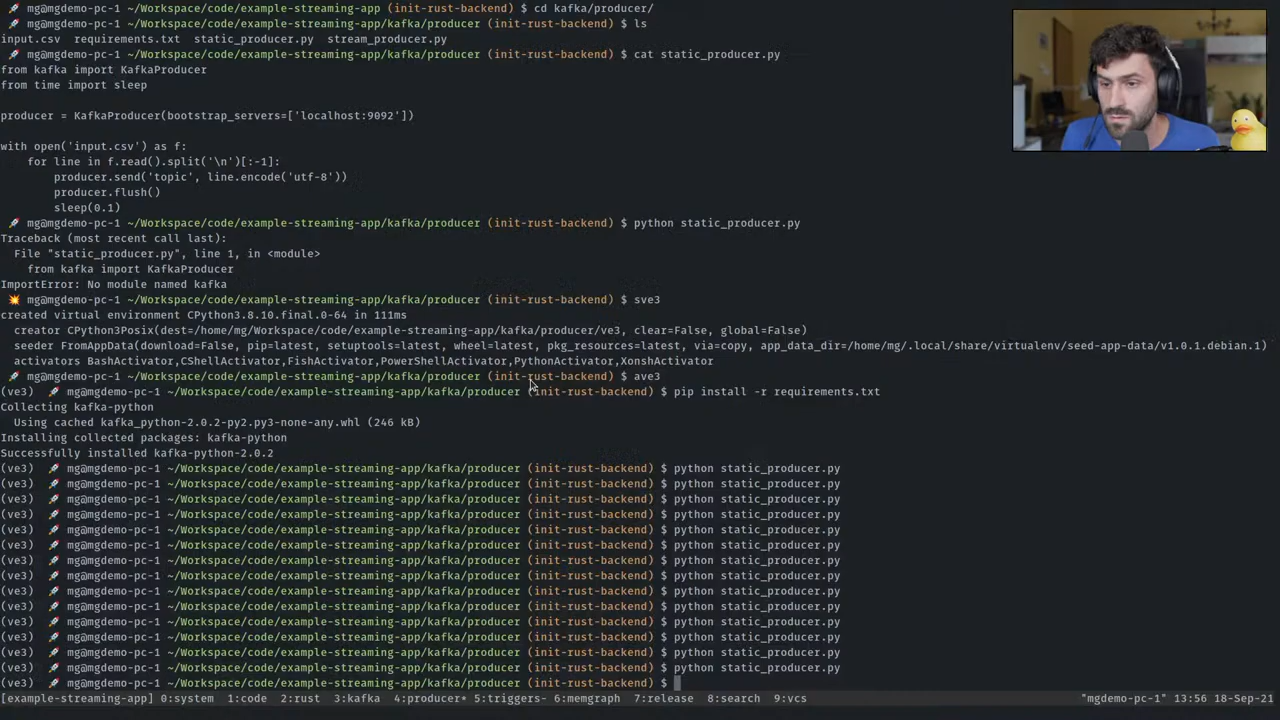 mg@mgdemo-pc-1 ~/Workspace/code/example-streaming-app (init-rust-backend) $ cd kafka/producer/
mg@mgdemo-pc-1 ~/Workspace/code/example-streaming-app/kafka/producer (init-rust-backend) $ ls
input.csv  requirements.txt  static_producer.py  stream_producer.py
mg@mgdemo-pc-1 ~/Workspace/code/example-streaming-app/kafka/producer (init-rust-backend) $ cat static_producer.py
from kafka import KafkaProducer
from time import sleep
producer = KafkaProducer(bootstrap_servers=['localhost:9092'])
with open('input.csv') as f:
    for line in f.read().split('\n')[:-1]:
        producer.send('topic', line.encode('utf-8'))
        producer.flush()
        sleep(0.1)
mg@mgdemo-pc-1 ~/Workspace/code/example-streaming-app/kafka/producer (init-rust-backend) $ python static_producer.py
Traceback (most recent call last):
  File "static_producer.py", line 1, in <module>
    from kafka import KafkaProducer
ImportError: No module named kafka
mg@mgdemo-pc-1 ~/Workspace/code/example-streaming-app/kafka/producer (init-rust-backend) $ sve3
created virtual environment CPython3.8.10.final.0-64 in 111ms
  creator CPython3Posix(dest=/home/mg/Workspace/code/example-streaming-app/kafka/producer/ve3, clear=False, global=False)
  seeder FromAppData(download=False, pip=latest, setuptools=latest, wheel=latest, pkg_resources=latest, via=copy, app_data_dir=/home/mg/.local/share/virtualenv/seed-app-data/v1.0.1.debian.1)
  activators BashActivator,CShellActivator,FishActivator,PowerShellActivator,PythonActivator,XonshActivator
mg@mgdemo-pc-1 ~/Workspace/code/example-streaming-app/kafka/producer (init-rust-backend) $ ave3
(ve3) mg@mgdemo-pc-1 ~/Workspace/code/example-streaming-app/kafka/producer (init-rust-backend) $ pip install -r requirements.txt
Collecting kafka-python
  Using cached kafka_python-2.0.2-py2.py3-none-any.whl (246 kB)
Installing collected packages: kafka-python
Successfully installed kafka-python-2.0.2
(ve3) mg@mgdemo-pc-1 ~/Workspace/code/example-streaming-app/kafka/producer (init-rust-backend) $ python static_producer.py
(ve3) mg@mgdemo-pc-1 ~/Workspace/code/example-streaming-app/kafka/producer (init-rust-backend) $ python static_producer.py
(ve3) mg@mgdemo-pc-1 ~/Workspace/code/example-streaming-app/kafka/producer (init-rust-backend) $ python static_producer.py
(ve3) mg@mgdemo-pc-1 ~/Workspace/code/example-streaming-app/kafka/producer (init-rust-backend) $ python static_producer.py
(ve3) mg@mgdemo-pc-1 ~/Workspace/code/example-streaming-app/kafka/producer (init-rust-backend) $ python static_producer.py
(ve3) mg@mgdemo-pc-1 ~/Workspace/code/example-streaming-app/kafka/producer (init-rust-backend) $ python static_producer.py
(ve3) mg@mgdemo-pc-1 ~/Workspace/code/example-streaming-app/kafka/producer (init-rust-backend) $ python static_producer.py
(ve3) mg@mgdemo-pc-1 ~/Workspace/code/example-streaming-app/kafka/producer (init-rust-backend) $ python static_producer.py
(ve3) mg@mgdemo-pc-1 ~/Workspace/code/example-streaming-app/kafka/producer (init-rust-backend) $ python static_producer.py
(ve3) mg@mgdemo-pc-1 ~/Workspace/code/example-streaming-app/kafka/producer (init-rust-backend) $ python static_producer.py
(ve3) mg@mgdemo-pc-1 ~/Workspace/code/example-streaming-app/kafka/producer (init-rust-backend) $ python static_producer.py
(ve3) mg@mgdemo-pc-1 ~/Workspace/code/example-streaming-app/kafka/producer (init-rust-backend) $ python static_producer.py
(ve3) mg@mgdemo-pc-1 ~/Workspace/code/example-streaming-app/kafka/producer (init-rust-backend) $ python static_producer.py
(ve3) mg@mgdemo-pc-1 ~/Workspace/code/example-streaming-app/kafka/producer (init-rust-backend) $ python static_producer.py
(ve3) mg@mgdemo-pc-1 ~/Workspace/code/example-streaming-app/kafka/producer (init-rust-backend) $
[example-streaming-app] 0:system  1:code  2:rust  3:kafka  4:producer* 5:triggers- 6:memgraph  7:release  8:search  9:vcs "mgdemo-pc-1" 13:56 18-Sep-21